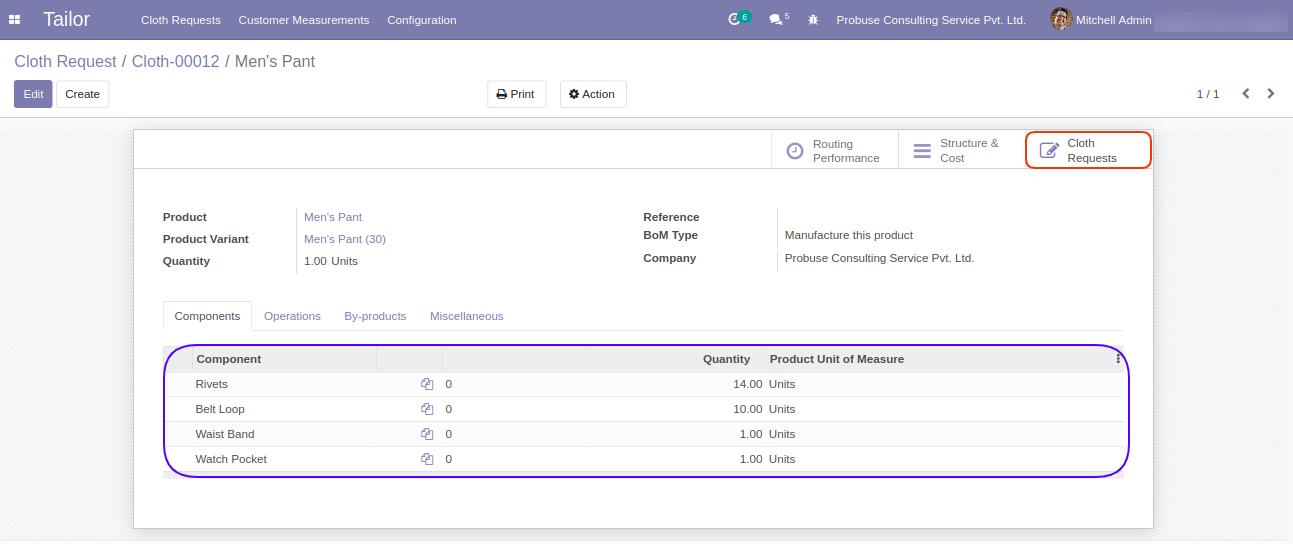 Tailor Cloth Requests Customer Measurements Configuration 6 5 Probuse Consulting Service Pvt. Ltd. Mitchell Admin
Cloth Request / Cloth-00012 / Men's Pant
Edit Create Print Action 1 / 1
Routing Performance
Structure & Cost
Cloth Requests
Product Men's Pant
Product Variant Men's Pant (30)
Quantity 1.00 Units
Reference
BoM Type Manufacture this product
Company Probuse Consulting Service Pvt. Ltd.
Components Operations By-products Miscellaneous
Component Quantity Product Unit of Measure
Rivets 0 14.00 Units
Belt Loop 0 10.00 Units
Waist Band 0 1.00 Units
Watch Pocket 0 1.00 Units